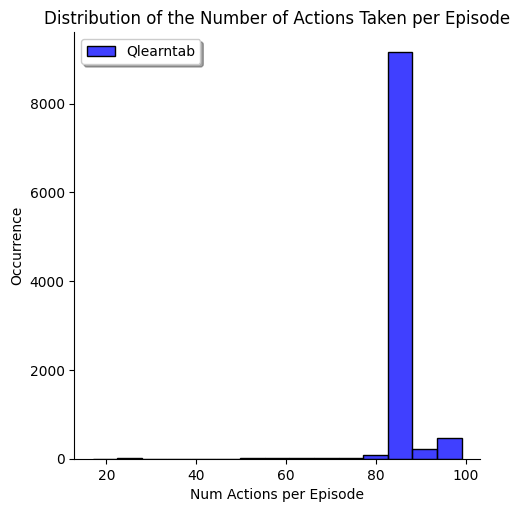 Distribution of the Number of Actions Taken per Episode
Qlearntab
8000
6000
4000
2000
0
Occurrence
20 40 60 80 100
Num Actions per Episode